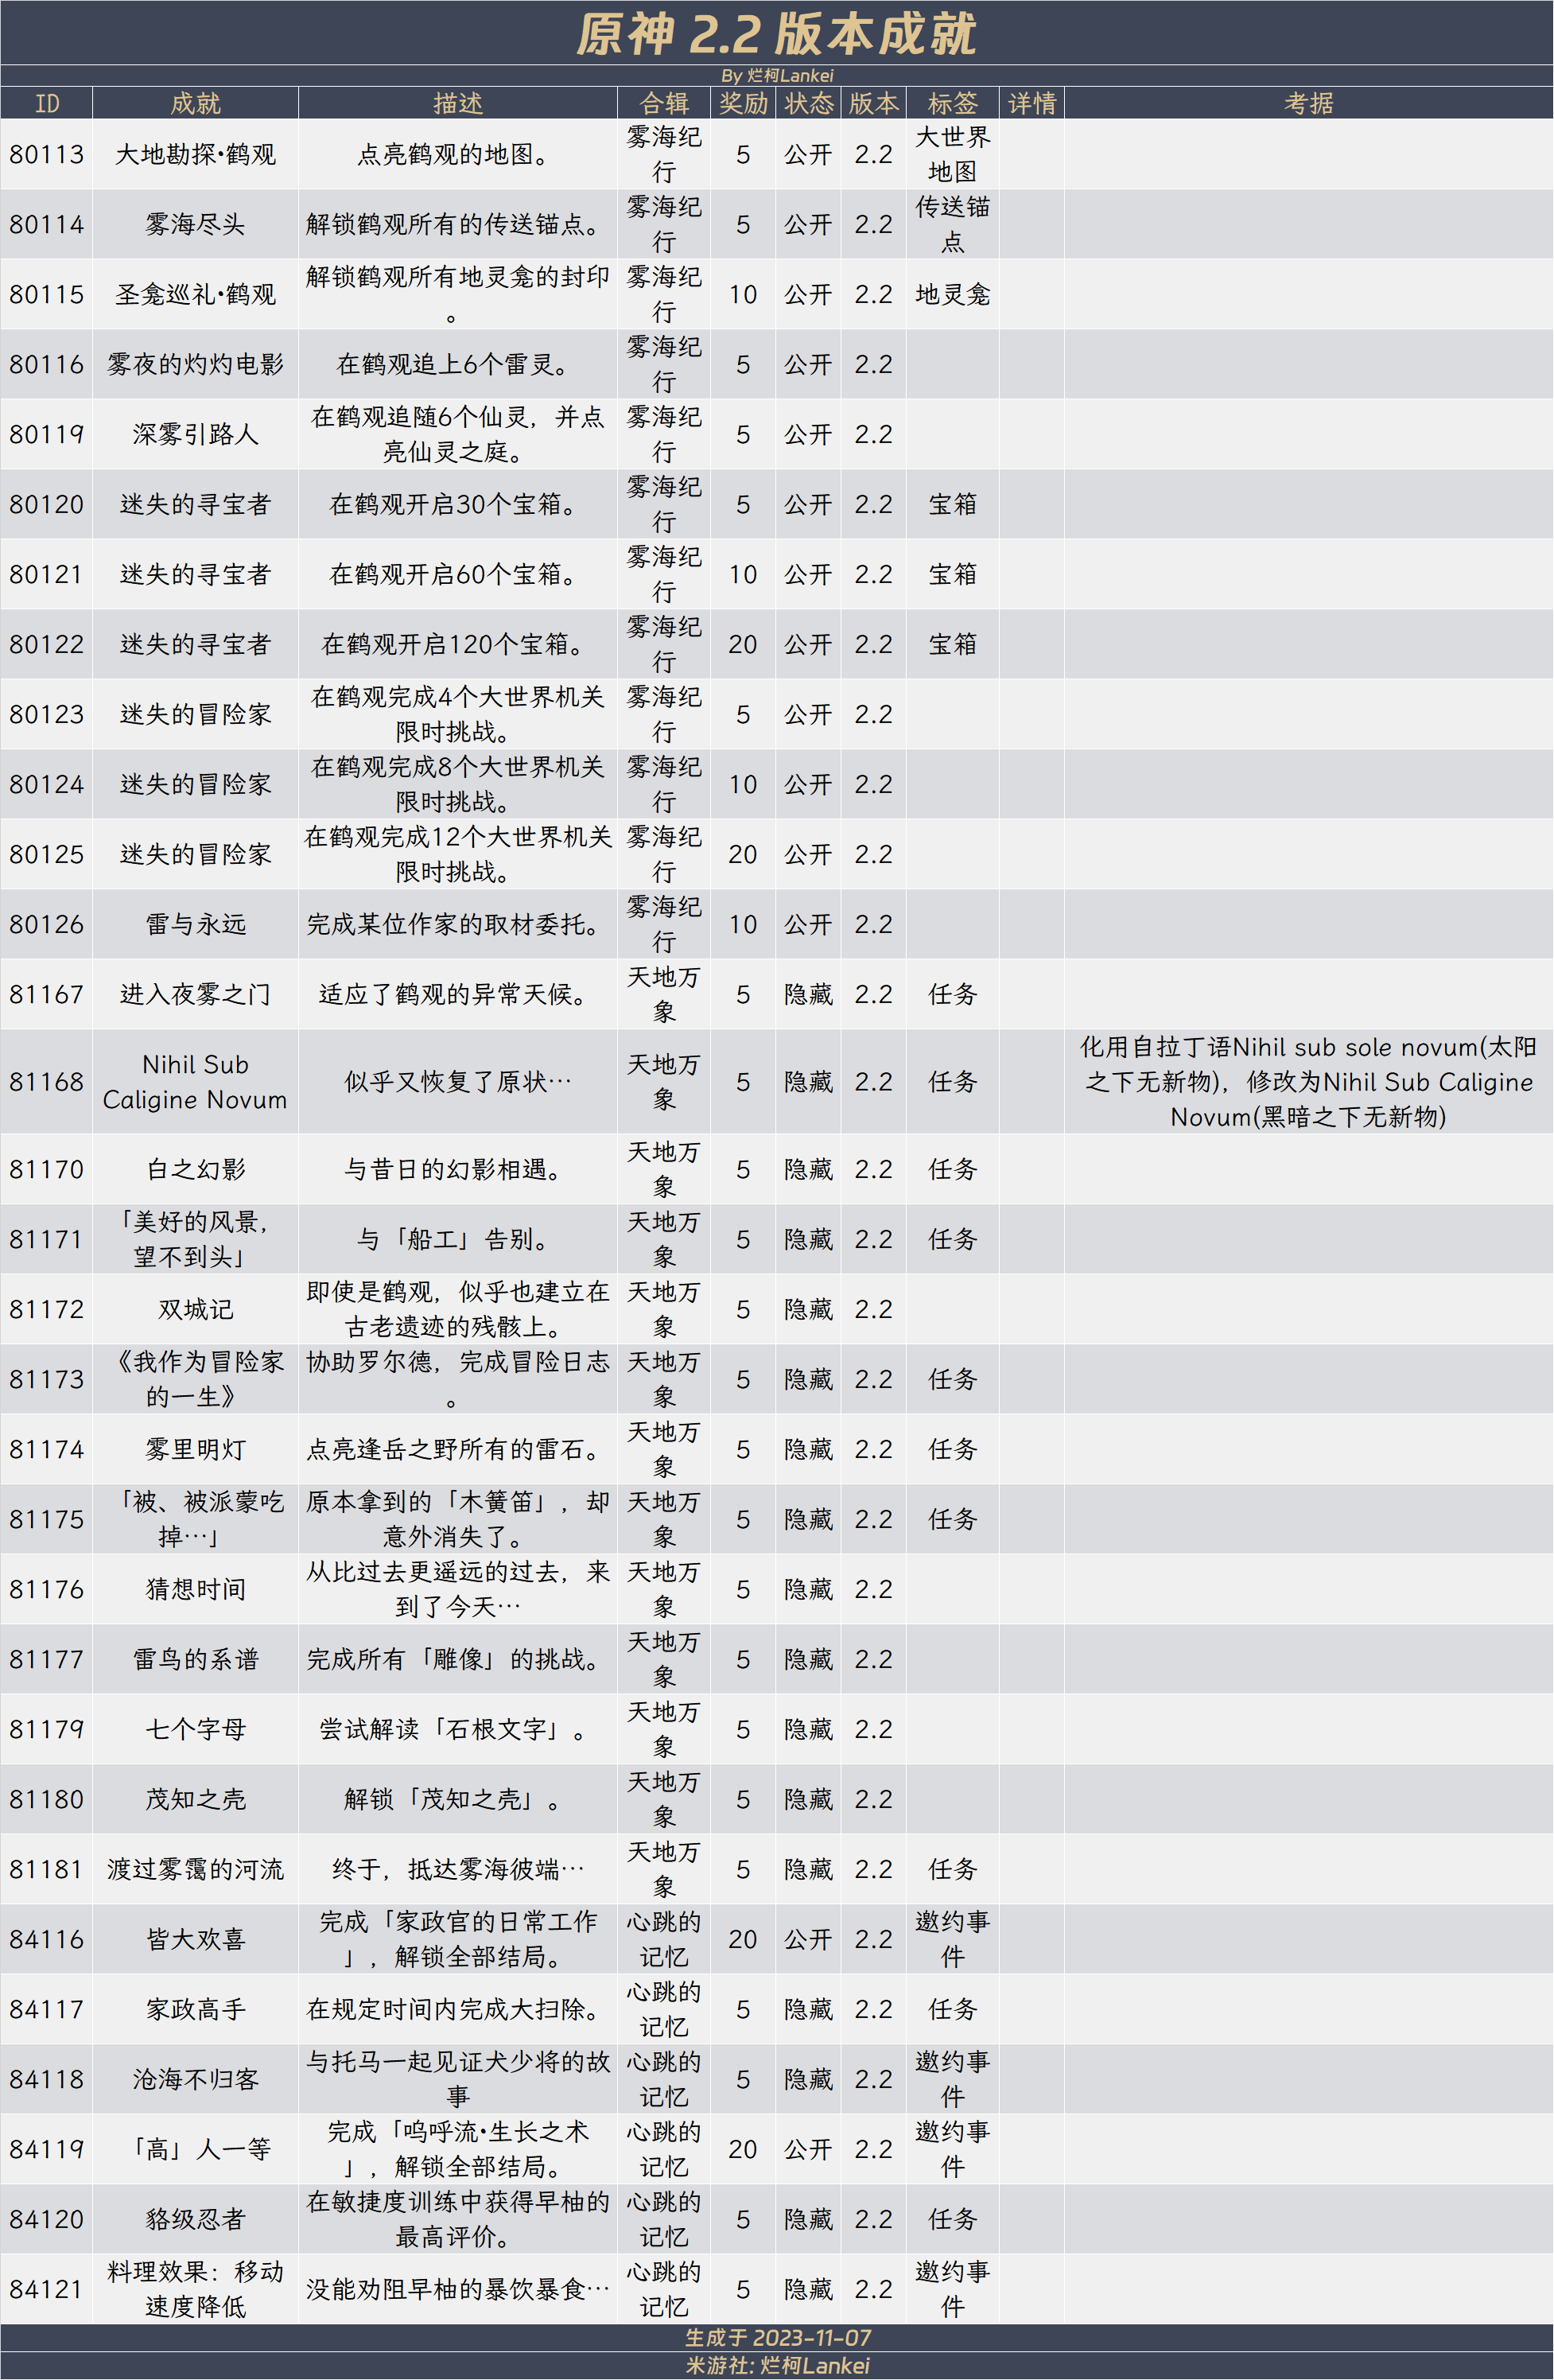 原神 2.2 版本成就
By 烂柯Lankei
ID 成就 描述 合辑 奖励 状态 版本 标签 详情 考据
80113 大地勘探•鹤观 点亮鹤观的地图。 雾海纪行 5 公开 2.2 大世界地图
80114 雾海尽头 解锁鹤观所有的传送锚点。 雾海纪行 5 公开 2.2 传送锚点
80115 圣龛巡礼•鹤观 解锁鹤观所有地灵龛的封印。 雾海纪行 10 公开 2.2 地灵龛
80116 雾夜的灼灼电影 在鹤观追上6个雷灵。 雾海纪行 5 公开 2.2
80119 深雾引路人 在鹤观追随6个仙灵，并点亮仙灵之庭。 雾海纪行 5 公开 2.2
80120 迷失的寻宝者 在鹤观开启30个宝箱。 雾海纪行 5 公开 2.2 宝箱
80121 迷失的寻宝者 在鹤观开启60个宝箱。 雾海纪行 10 公开 2.2 宝箱
80122 迷失的寻宝者 在鹤观开启120个宝箱。 雾海纪行 20 公开 2.2 宝箱
80123 迷失的冒险家 在鹤观完成4个大世界机关限时挑战。 雾海纪行 5 公开 2.2
80124 迷失的冒险家 在鹤观完成8个大世界机关限时挑战。 雾海纪行 10 公开 2.2
80125 迷失的冒险家 在鹤观完成12个大世界机关限时挑战。 雾海纪行 20 公开 2.2
80126 雷与永远 完成某位作家的取材委托。 雾海纪行 10 公开 2.2
81167 进入夜雾之门 适应了鹤观的异常天候。 天地万象 5 隐藏 2.2 任务
81168 Nihil Sub Caligine Novum 似乎又恢复了原状… 天地万象 5 隐藏 2.2 任务 化用自拉丁语Nihil sub sole novum(太阳之下无新物)，修改为Nihil Sub Caligine Novum(黑暗之下无新物)
81170 白之幻影 与昔日的幻影相遇。 天地万象 5 隐藏 2.2 任务
81171 「美好的风景，望不到头」 与「船工」告别。 天地万象 5 隐藏 2.2 任务
81172 双城记 即使是鹤观，似乎也建立在古老遗迹的残骸上。 天地万象 5 隐藏 2.2
81173 《我作为冒险家的一生》 协助罗尔德，完成冒险日志。 天地万象 5 隐藏 2.2 任务
81174 雾里明灯 点亮逢岳之野所有的雷石。 天地万象 5 隐藏 2.2 任务
81175 「被、被派蒙吃掉…」 原本拿到的「木簧笛」，却意外消失了。 天地万象 5 隐藏 2.2 任务
81176 猜想时间 从比过去更遥远的过去，来到了今天… 天地万象 5 隐藏 2.2
81177 雷鸟的系谱 完成所有「雕像」的挑战。 天地万象 5 隐藏 2.2
81179 七个字母 尝试解读「石根文字」。 天地万象 5 隐藏 2.2
81180 茂知之壳 解锁「茂知之壳」。 天地万象 5 隐藏 2.2
81181 渡过雾霭的河流 终于，抵达雾海彼端… 天地万象 5 隐藏 2.2 任务
84116 皆大欢喜 完成「家政官的日常工作」，解锁全部结局。 心跳的记忆 20 公开 2.2 邀约事件
84117 家政高手 在规定时间内完成大扫除。 心跳的记忆 5 隐藏 2.2 任务
84118 沧海不归客 与托马一起见证犬少将的故事 心跳的记忆 5 隐藏 2.2 邀约事件
84119 「高」人一等 完成「呜呼流•生长之术」，解锁全部结局。 心跳的记忆 20 公开 2.2 邀约事件
84120 貉级忍者 在敏捷度训练中获得早柚的最高评价。 心跳的记忆 5 隐藏 2.2 任务
84121 料理效果：移动速度降低 没能劝阻早柚的暴饮暴食… 心跳的记忆 5 隐藏 2.2 邀约事件
生成于 2023-11-07
米游社: 烂柯Lankei